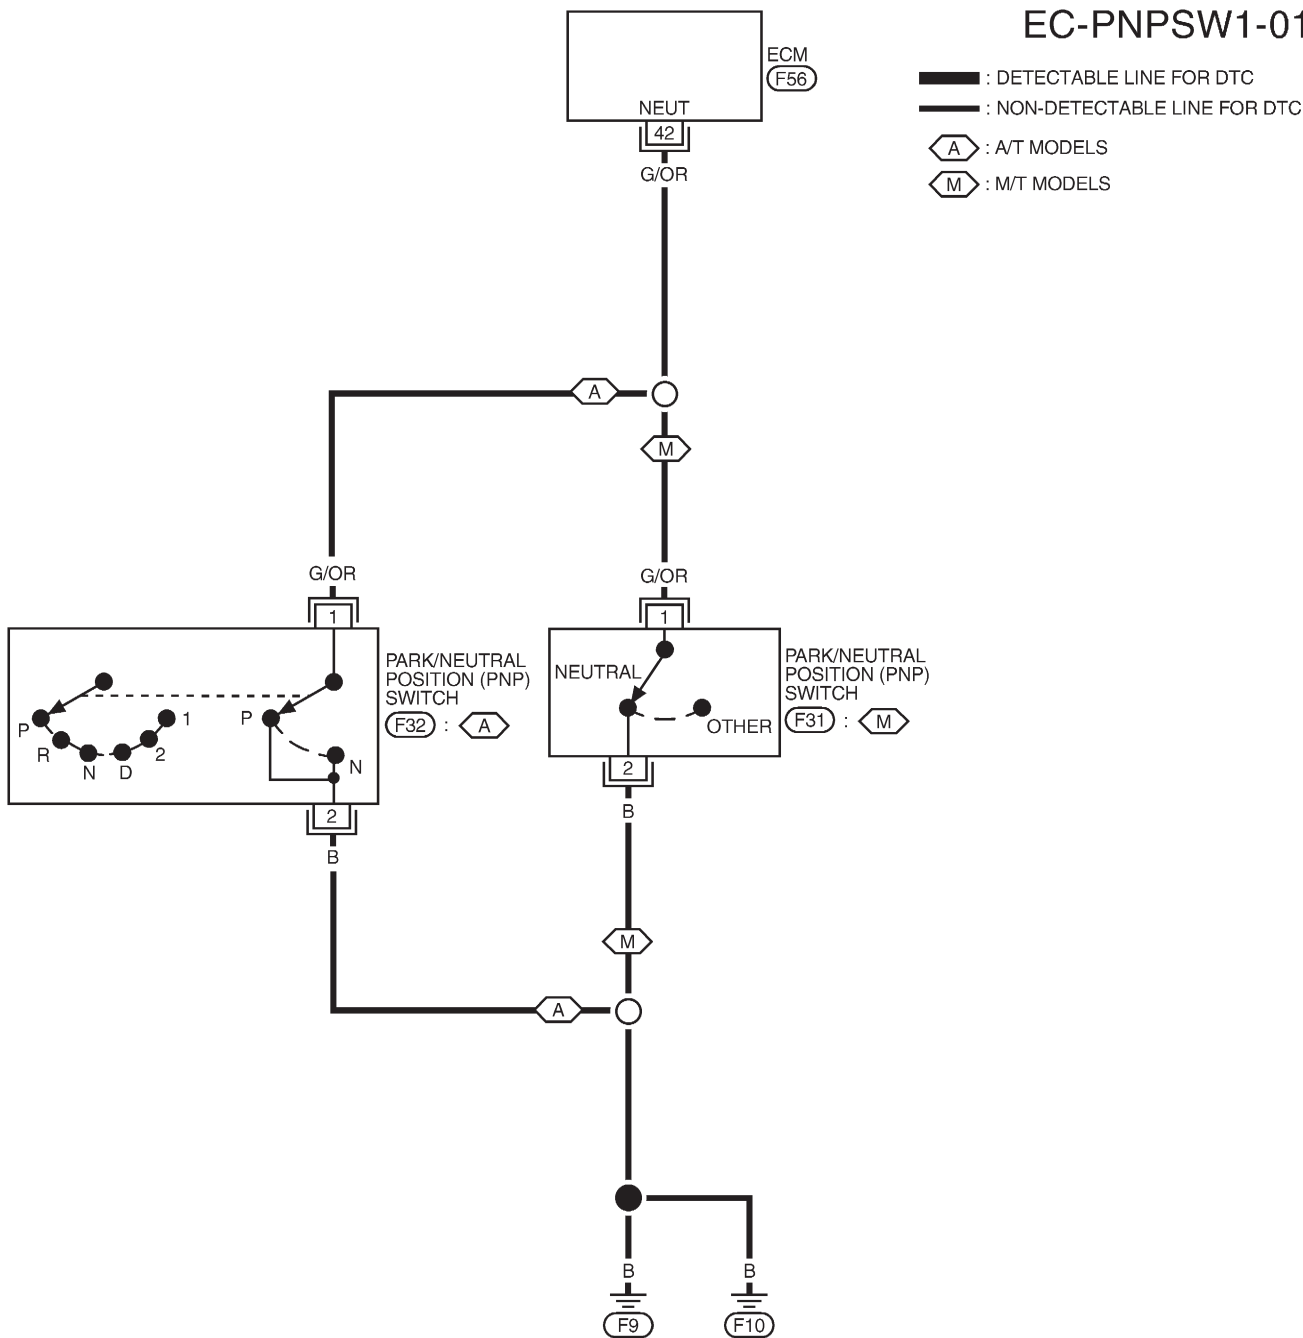 EC-PNPSW1-01
ECM
F56
NEUT
42
G/OR
: DETECTABLE LINE FOR DTC
: NON-DETECTABLE LINE FOR DTC
A : A/T MODELS
M : M/T MODELS
A
M
G/OR
G/OR
1
1
PARK/NEUTRAL
POSITION (PNP)
SWITCH
F32 : A
P
R
N
D
2
1
P
N
2
B
NEUTRAL
OTHER
PARK/NEUTRAL
POSITION (PNP)
SWITCH
F31 : M
2
B
M
A
B
B
F9
F10